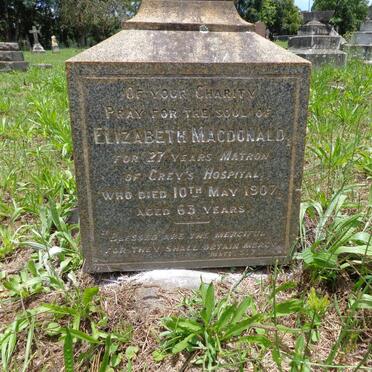 OF YOUR CHARITY
PRAY FOR THE SOUL OF
ELIZABETH MACDONALD,
FOR 27 YEARS MATRON
OF GREY'S HOSPITAL,
WHO DIED 10TH MAY 1907,
AGED 63 YEARS.
"BLESSED ARE THE MERCIFUL
FOR THEY SHALL OBTAIN MERCY."